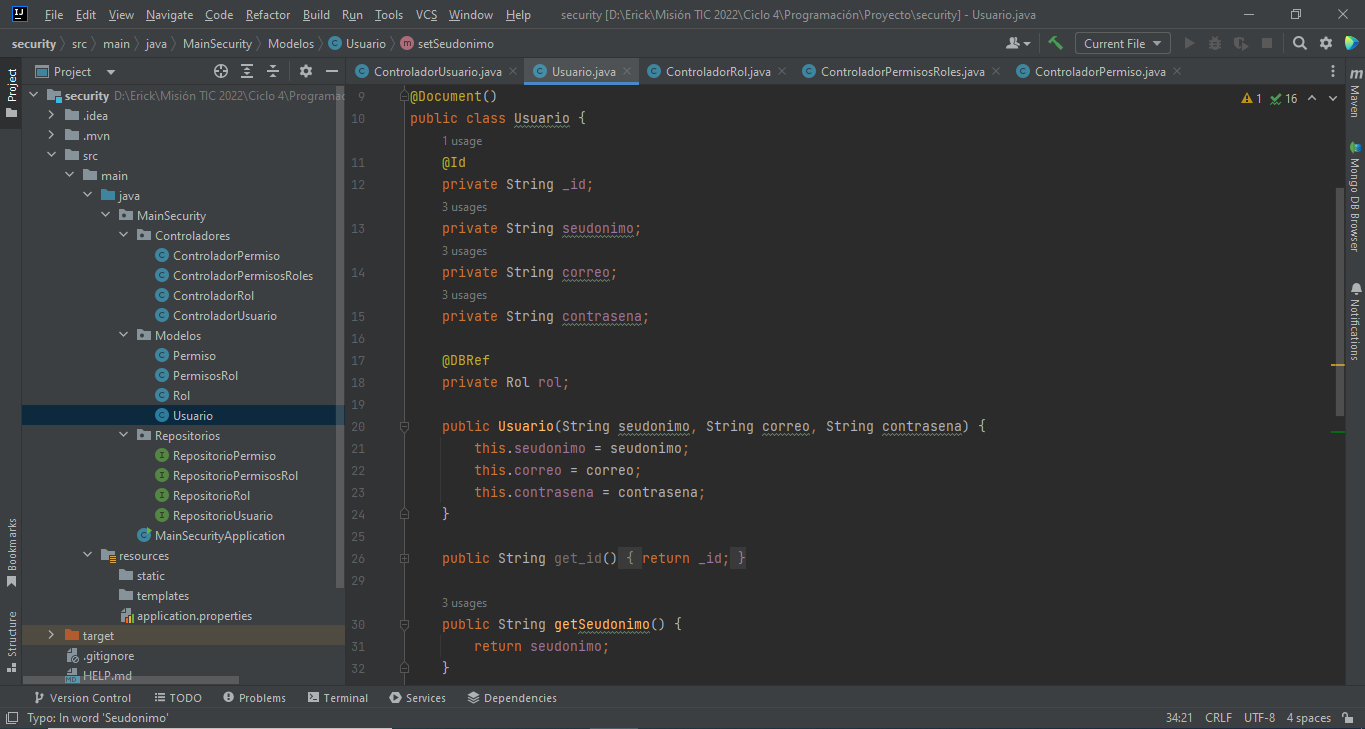 File Edit View Navigate Code Refactor Build Run Tools VCS Window Help security [D:\Erick\Misión TIC 2022\Ciclo 4\Programación\Proyecto\security] - Usuario.java
security src main java MainSecurity Modelos Usuario setSeudonimo Current File
Project
ControladorUsuario.java Usuario.java ControladorRol.java ControladorPermisosRoles.java ControladorPermiso.java
Project
Bookmarks
Structure
security D:\Erick\Misión TIC 2022\Ciclo 4\Programac
.idea
.mvn
src
main
java
MainSecurity
Controladores
ControladorPermiso
ControladorPermisosRoles
ControladorRol
ControladorUsuario
Modelos
Permiso
PermisosRol
Rol
Usuario
Repositorios
RepositorioPermiso
RepositorioPermisosRol
RepositorioRol
RepositorioUsuario
MainSecurityApplication
resources
static
templates
application.properties
target
.gitignore
HELP.md
1 16
9 @Document()
10 public class Usuario {
1 usage
11 @Id
12 private String _id;
3 usages
13 private String seudonimo;
3 usages
14 private String correo;
3 usages
15 private String contrasena;
16
17 @DBRef
18 private Rol rol;
19
20 public Usuario(String seudonimo, String correo, String contrasena) {
21 this.seudonimo = seudonimo;
22 this.correo = correo;
23 this.contrasena = contrasena;
24 }
25
26 public String get_id() { return _id; }
29
3 usages
30 public String getSeudonimo() {
31 return seudonimo;
32 }
Maven
Mongo DB Browser
Notifications
Version Control TODO Problems Terminal Services Dependencies
Typo: In word 'Seudonimo' 34:21 CRLF UTF-8 4 spaces